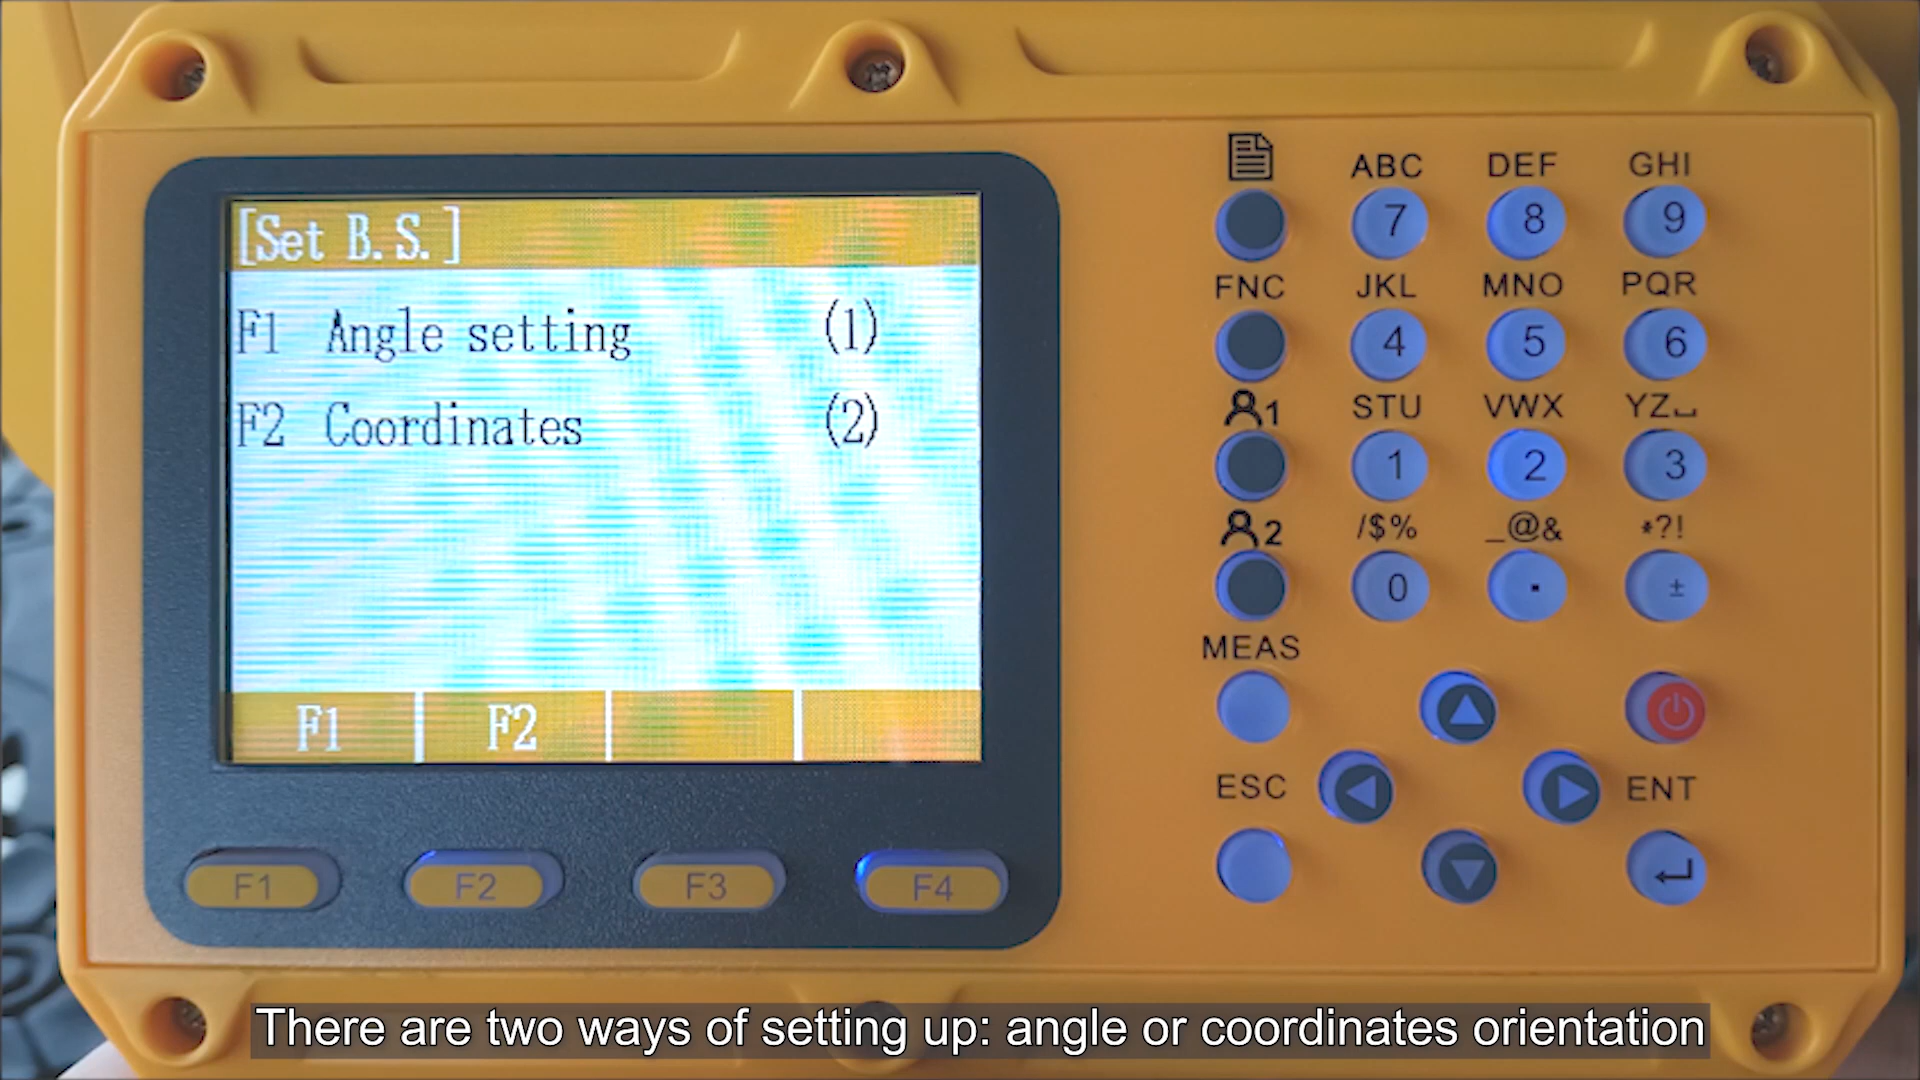 [Set B.S.]
F1 Angle setting (1)
F2 Coordinates (2)
F1 F2
F1 F2 F3 F4
ABC DEF GHI
7 8 9
FNC JKL MNO PQR
4 5 6
1 STU VWX YZ⌴
1 2 3
2 /$% _@& *?!
0 . ±
MEAS
ESC ENT
There are two ways of setting up: angle or coordinates orientation